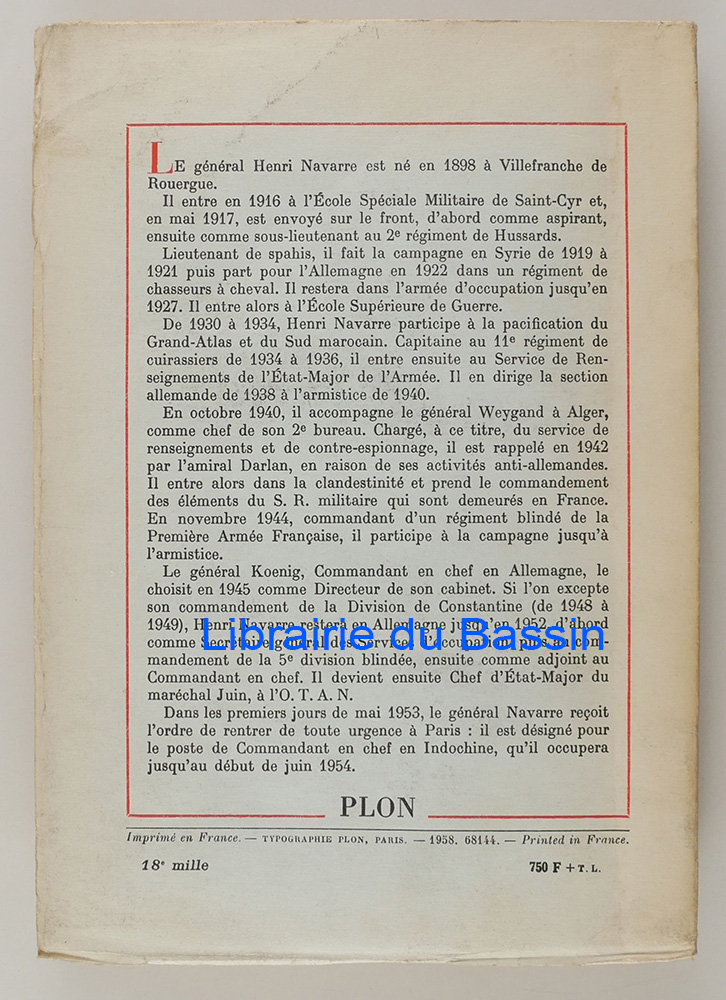 LE général Henri Navarre est né en 1898 à Villefranche de
Rouergue.
Il entre en 1916 à l'École Spéciale Militaire de Saint-Cyr et,
en mai 1917, est envoyé sur le front, d'abord comme aspirant,
ensuite comme sous-lieutenant au 2e régiment de Hussards.
Lieutenant de spahis, il fait la campagne en Syrie de 1919 à
1921 puis part pour l'Allemagne en 1922 dans un régiment de
chasseurs à cheval. Il restera dans l'armée d'occupation jusqu'en
1927. Il entre alors à l'École Supérieure de Guerre.
De 1930 à 1934, Henri Navarre participe à la pacification du
Grand-Atlas et du Sud marocain. Capitaine au 11e régiment de
cuirassiers de 1934 à 1936, il entre ensuite au Service de Ren-
seignements de l'État-Major de l'Armée. Il en dirige la section
allemande de 1938 à l'armistice de 1940.
En octobre 1940, il accompagne le général Weygand à Alger,
comme chef de son 2e bureau. Chargé, à ce titre, du service de
renseignements et de contre-espionnage, il est rappelé en 1942
par l'amiral Darlan, en raison de ses activités anti-allemandes.
Il entre alors dans la clandestinité et prend le commandement
des éléments du S. R. militaire qui sont demeurés en France.
En novembre 1944, commandant d'un régiment blindé de la
Première Armée Française, il participe à la campagne jusqu'à
l'armistice.
Le général Koenig, Commandant en chef en Allemagne, le
choisit en 1945 comme Directeur de son cabinet. Si l'on excepte
son commandement de la Division de Constantine (de 1948 à
1949), Henri Navarre restera en Allemagne jusqu'en 1952, d'abord
comme Secrétaire général des Services d'occupation, puis au com-
mandement de la 5e division blindée, ensuite comme adjoint au
Commandant en chef. Il devient ensuite Chef d'État-Major du
maréchal Juin, à l'O. T. A. N.
Dans les premiers jours de mai 1953, le général Navarre reçoit
l'ordre de rentrer de toute urgence à Paris : il est désigné pour
le poste de Commandant en chef en Indochine, qu'il occupera
jusqu'au début de juin 1954.
PLON
Imprimé en France. — TYPOGRAPHIE PLON, PARIS. — 1958. 68144. — Printed in France.
18e mille
750 F + T. L.
Librairie du Bassin